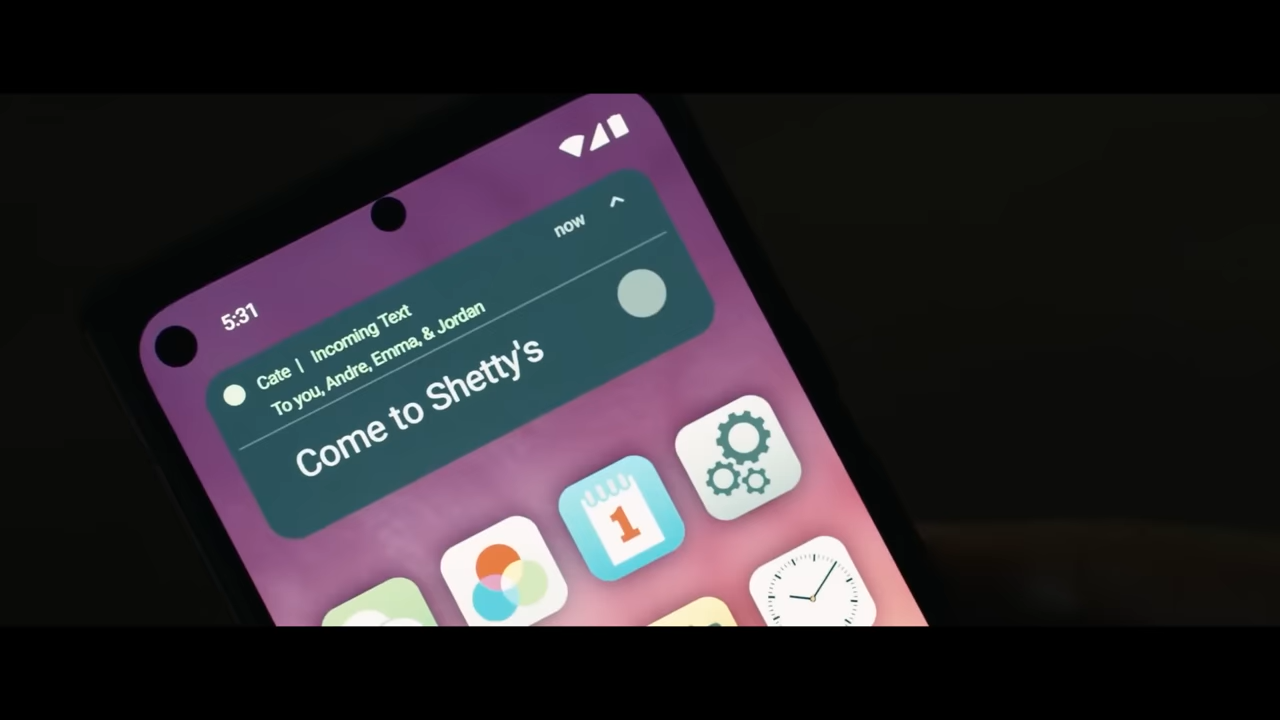 5:31
Cate | Incoming Text
now
To you, Andre, Emma, & Jordan
Come to Shetty's
1